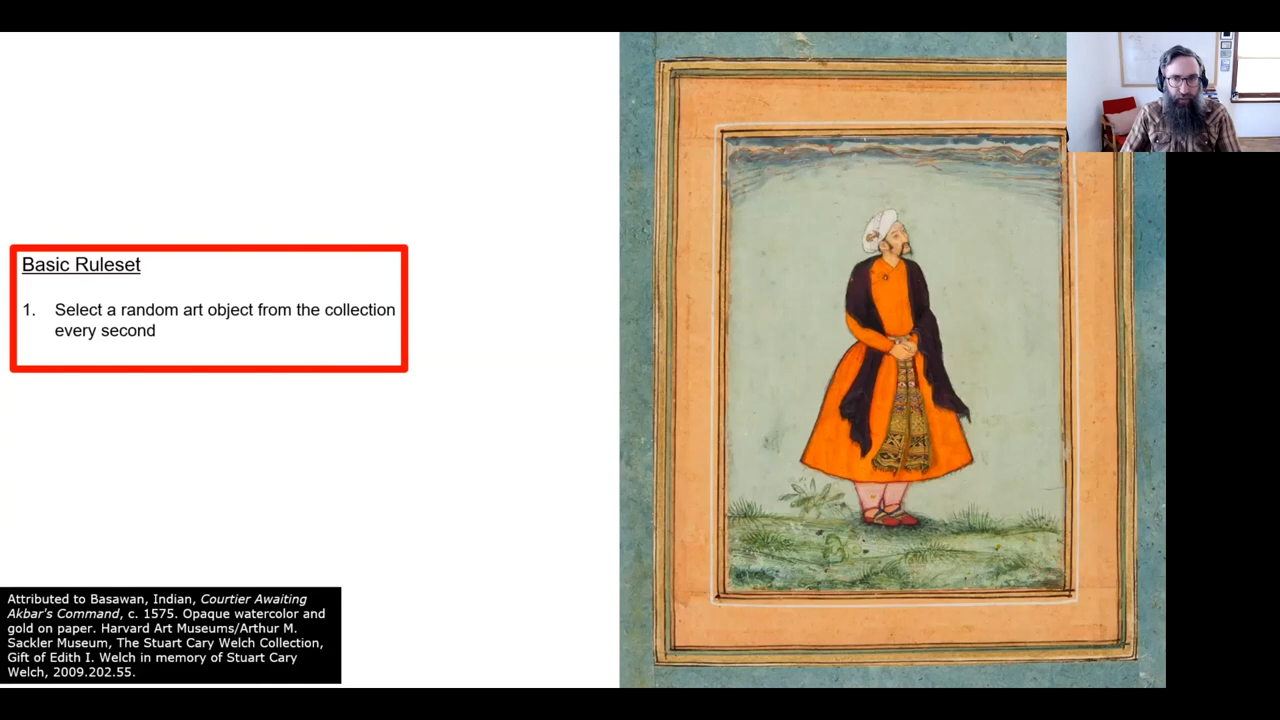 Basic Ruleset
1. Select a random art object from the collection
every second
Attributed to Basawan, Indian, Courtier Awaiting
Akbar's Command, c. 1575. Opaque watercolor and
gold on paper. Harvard Art Museums/Arthur M.
Sackler Museum, The Stuart Cary Welch Collection,
Gift of Edith I. Welch in memory of Stuart Cary
Welch, 2009.202.55.